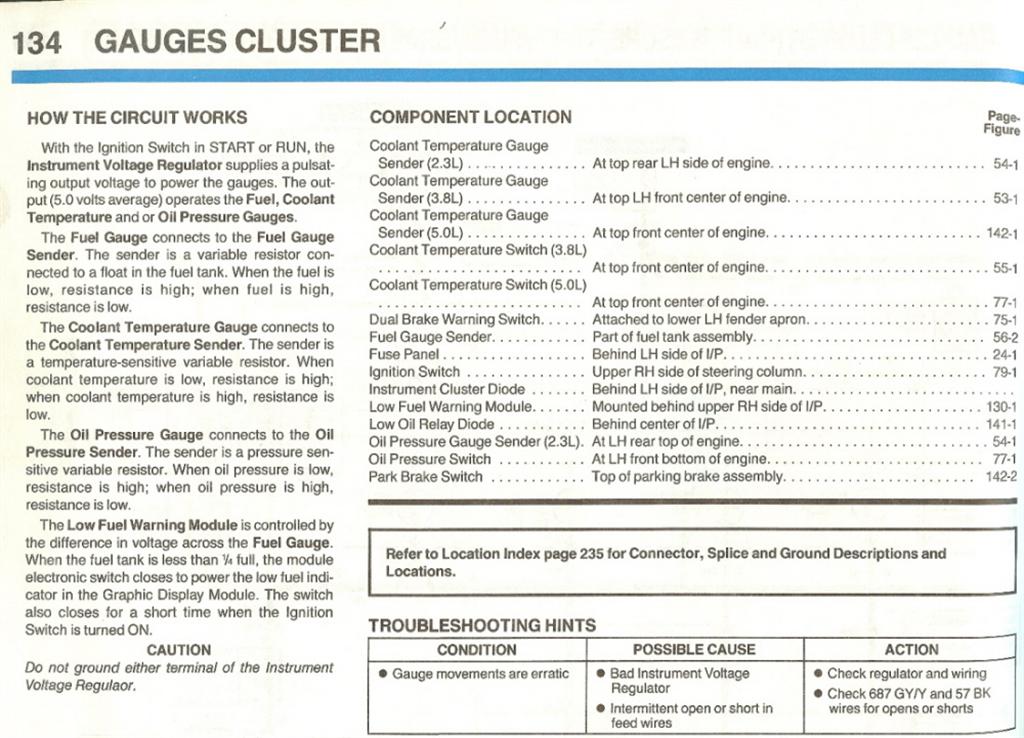 134 GAUGES CLUSTER
HOW THE CIRCUIT WORKS
With the Ignition Switch in START or RUN, the
Instrument Voltage Regulator supplies a pulsat-
ing output voltage to power the gauges. The out-
put (5.0 volts average) operates the Fuel, Coolant
Temperature and or Oil Pressure Gauges.
The Fuel Gauge connects to the Fuel Gauge
Sender. The sender is a variable resistor con-
nected to a float in the fuel tank. When the fuel is
low, resistance is high; when fuel is high,
resistance is low.
The Coolant Temperature Gauge connects to
the Coolant Temperature Sender. The sender is
a temperature-sensitive variable resistor. When
coolant temperature is low, resistance is high;
when coolant temperature is high, resistance is
low.
The Oil Pressure Gauge connects to the Oil
Pressure Sender. The sender is a pressure sen-
sitive variable resistor. When oil pressure is low,
resistance is high; when oil pressure is high,
resistance is low.
The Low Fuel Warning Module is controlled by
the difference in voltage across the Fuel Gauge.
When the fuel tank is less than ¼ full, the module
electronic switch closes to power the low fuel indi-
cator in the Graphic Display Module. The switch
also closes for a short time when the Ignition
Switch is turned ON.
CAUTION
Do not ground either terminal of the Instrument
Voltage Regulaor.
COMPONENT LOCATION
Page-
Figure
Coolant Temperature Gauge
Sender (2.3L) . . . . . . . . . . . . . . At top rear LH side of engine. . . . . . . . . . . . . . 54-1
Coolant Temperature Gauge
Sender (3.8L) . . . . . . . . . . . . . . At top LH front center of engine. . . . . . . . . . . . . . 53-1
Coolant Temperature Gauge
Sender (5.0L) . . . . . . . . . . . . . . At top front center of engine. . . . . . . . . . . . . . 142-1
Coolant Temperature Switch (3.8L)
. . . . . . . . . . . . . . At top front center of engine. . . . . . . . . . . . . . 55-1
Coolant Temperature Switch (5.0L)
. . . . . . . . . . . . . . At top front center of engine. . . . . . . . . . . . . . 77-1
Dual Brake Warning Switch. . . . . . Attached to lower LH fender apron. . . . . . . . . . . . . . 75-1
Fuel Gauge Sender. . . . . . . . . . . . Part of fuel tank assembly. . . . . . . . . . . . . . 56-2
Fuse Panel . . . . . . . . . . . . . . Behind LH side of I/P. . . . . . . . . . . . . . 24-1
Ignition Switch . . . . . . . . . . . . . . Upper RH side of steering column. . . . . . . . . . . . . . 79-1
Instrument Cluster Diode . . . . . . . Behind LH side of I/P, near main. . . . . . . . . . . . . .
Low Fuel Warning Module. . . . . . . Mounted behind upper RH side of I/P. . . . . . . . . . . . . . 130-1
Low Oil Relay Diode . . . . . . . . . . . Behind center of I/P. . . . . . . . . . . . . . 141-1
Oil Pressure Gauge Sender (2.3L). At LH rear top of engine. . . . . . . . . . . . . . 54-1
Oil Pressure Switch . . . . . . . . . . . At LH front bottom of engine. . . . . . . . . . . . . . 77-1
Park Brake Switch . . . . . . . . . . . . Top of parking brake assembly. . . . . . . . . . . . . . 142-2
Refer to Location Index page 235 for Connector, Splice and Ground Descriptions and
Locations.
TROUBLESHOOTING HINTS
CONDITION POSSIBLE CAUSE ACTION
● Gauge movements are erratic
● Bad Instrument Voltage
Regulator
● Intermittent open or short in
feed wires
● Check regulator and wiring
● Check 687 GY/Y and 57 BK
wires for opens or shorts